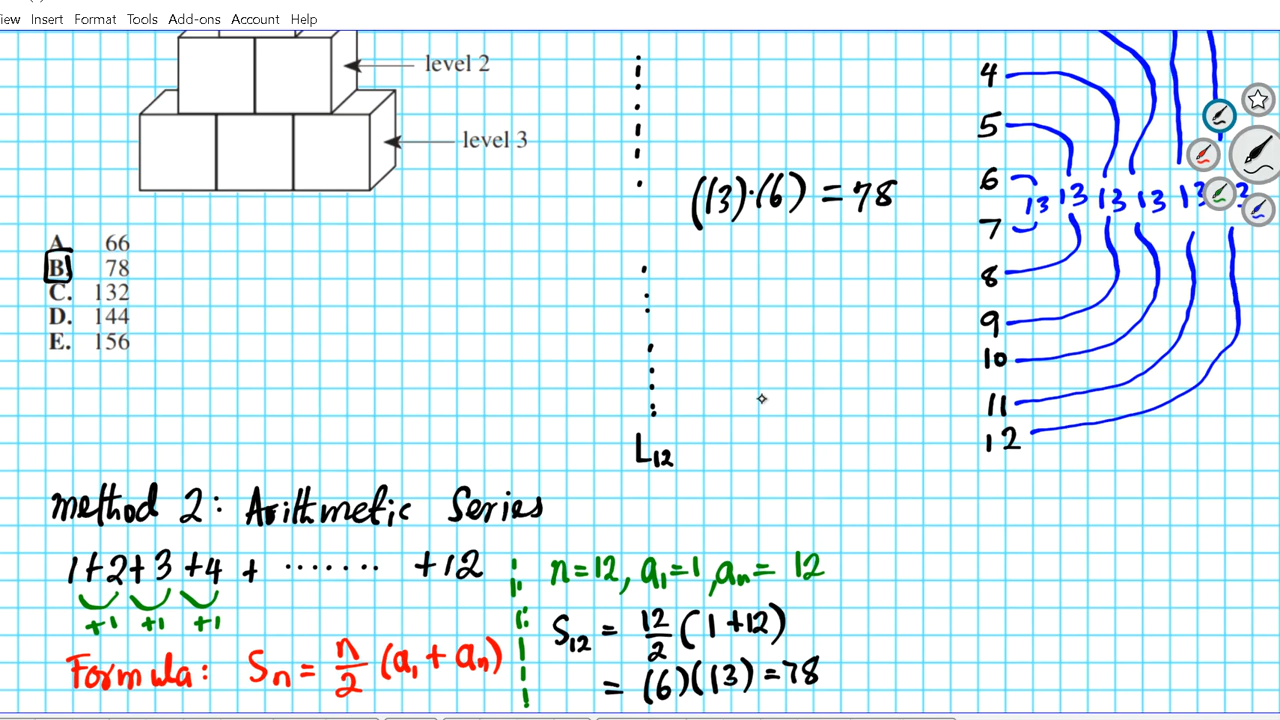 iew Insert Format Tools Add-ons Account Help
level 2
level 3
A. 66
B. 78
C. 132
D. 144
E. 156
((13)·(6) = 78
L12
4
5
6
13 13 13 13
7
8
9
10
11
12
method 2: Arithmetic Series
1+2+3+4 + ....... +12
+1 +1 +1
Formula: Sn = n/2 (a1 + an)
n=12, a1=1, an= 12
S12 = 12/2 (1+12)
= (6)(13) =78